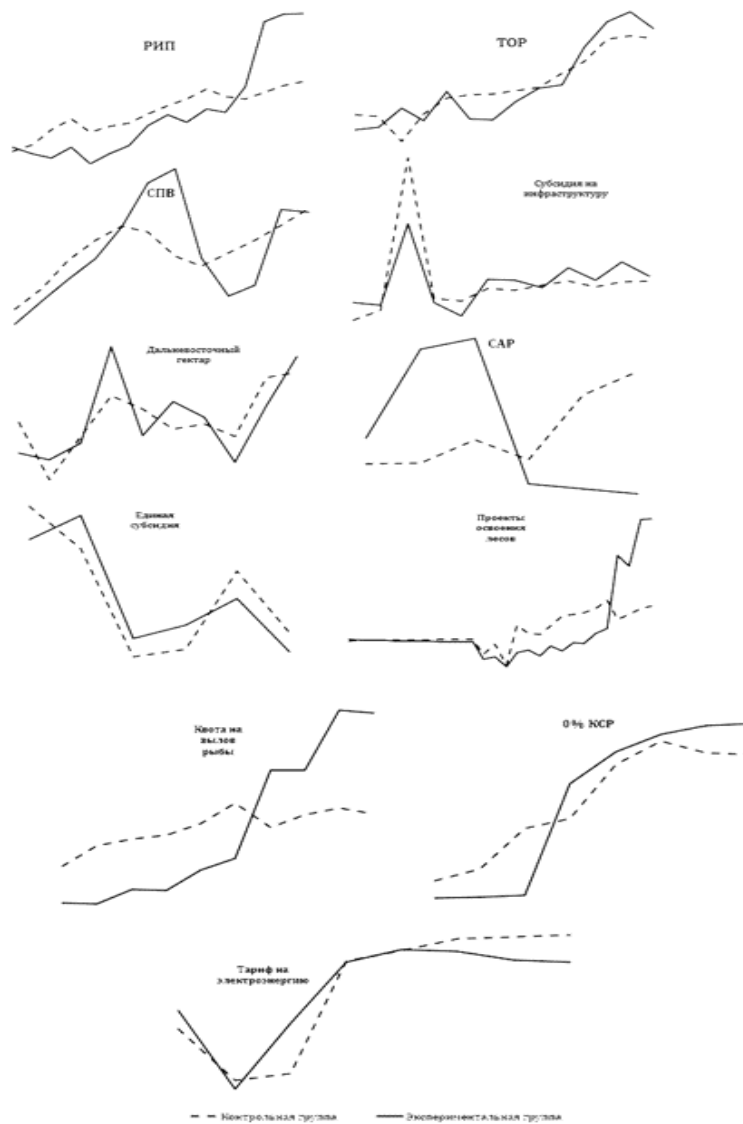 РИП
ТОР
СПВ
Субсидия на
инфраструктуру
Дальневосточный
гектар
САР
Единая
субсидия
Проекты
освоения
лесов
Квота на
вылов
рыбы
0% КСР
Тариф на
электроэнергию
Контрольная группа
Экспериментальная группа